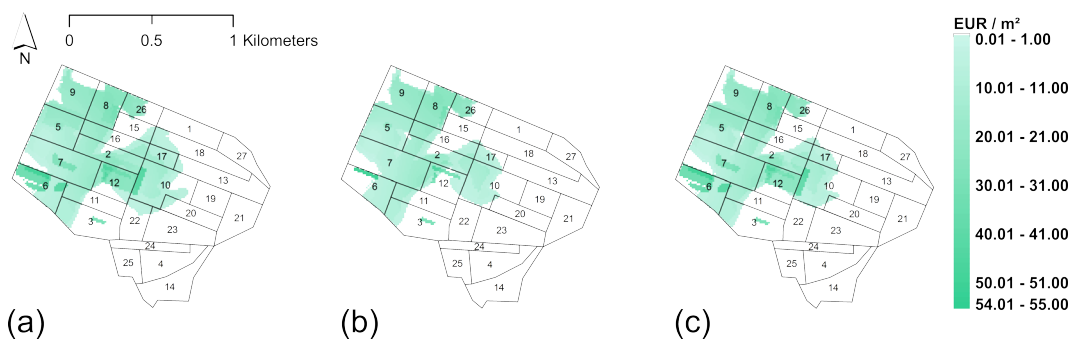 N
0 0.5 1 Kilometers
EUR / m²
0.01 - 1.00
10.01 - 11.00
20.01 - 21.00
30.01 - 31.00
40.01 - 41.00
50.01 - 51.00
54.01 - 55.00
9 8 26
5 15 1
16 18 27
7 2 17
6 12 10 13
11 19
3 22 20 21
23
24
25 4
14
(a)
9 8 26
5 15 1
16 18 27
7 2 17
6 12 10 13
11 19
3 22 20 21
23
24
25 4
14
(b)
9 8 26
5 15 1
16 18 27
7 2 17
6 12 10 13
11 19
3 22 20 21
23
24
25 4
14
(c)